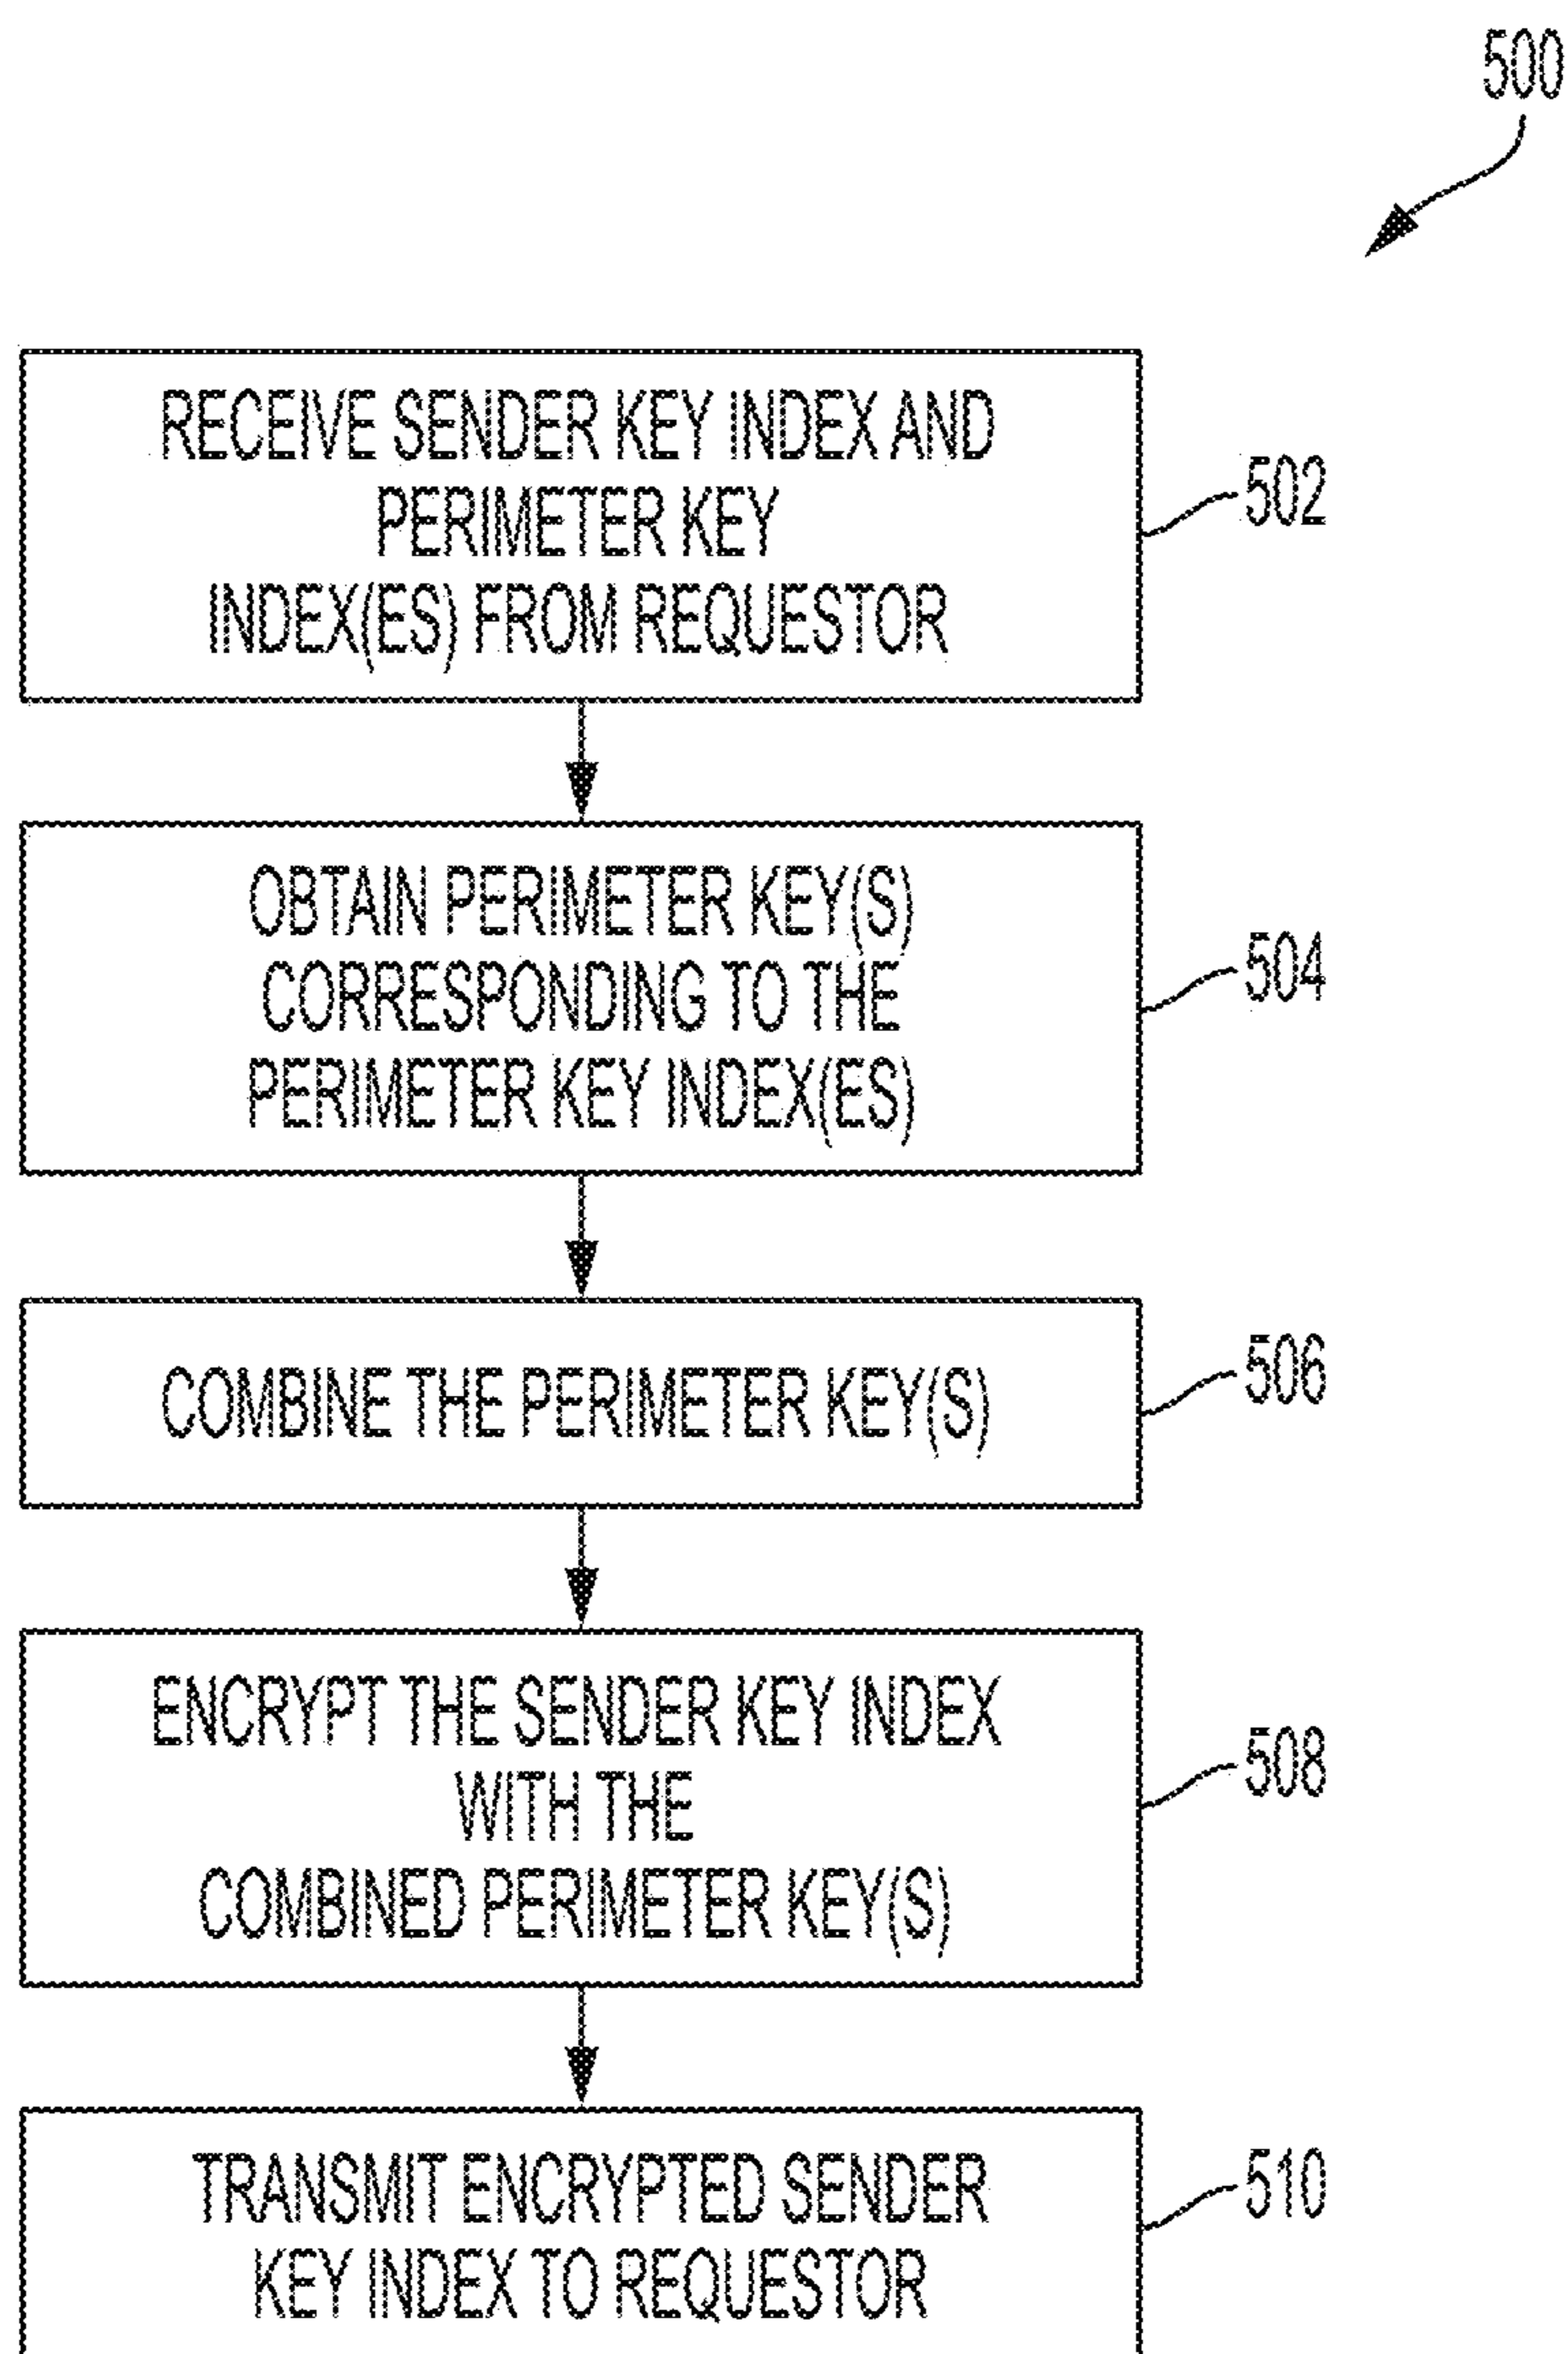 500
RECEIVE SENDER KEY INDEX AND
PERIMETER KEY
INDEX(ES) FROM REQUESTOR
502
OBTAIN PERIMETER KEY(S)
CORRESPONDING TO THE
PERIMETER KEY INDEX(ES)
504
COMBINE THE PERIMETER KEY(S)
506
ENCRYPT THE SENDER KEY INDEX
WITH THE
COMBINED PERIMETER KEY(S)
508
TRANSMIT ENCRYPTED SENDER
KEY INDEX TO REQUESTOR
510